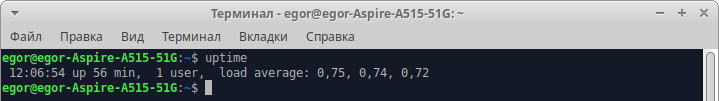 Терминал - egor@egor-Aspire-A515-51G: ~
Файл Правка Вид Терминал Вкладки Справка
egor@egor-Aspire-A515-51G:~$ uptime
 12:06:54 up 56 min,  1 user,  load average: 0,75, 0,74, 0,72
egor@egor-Aspire-A515-51G:~$